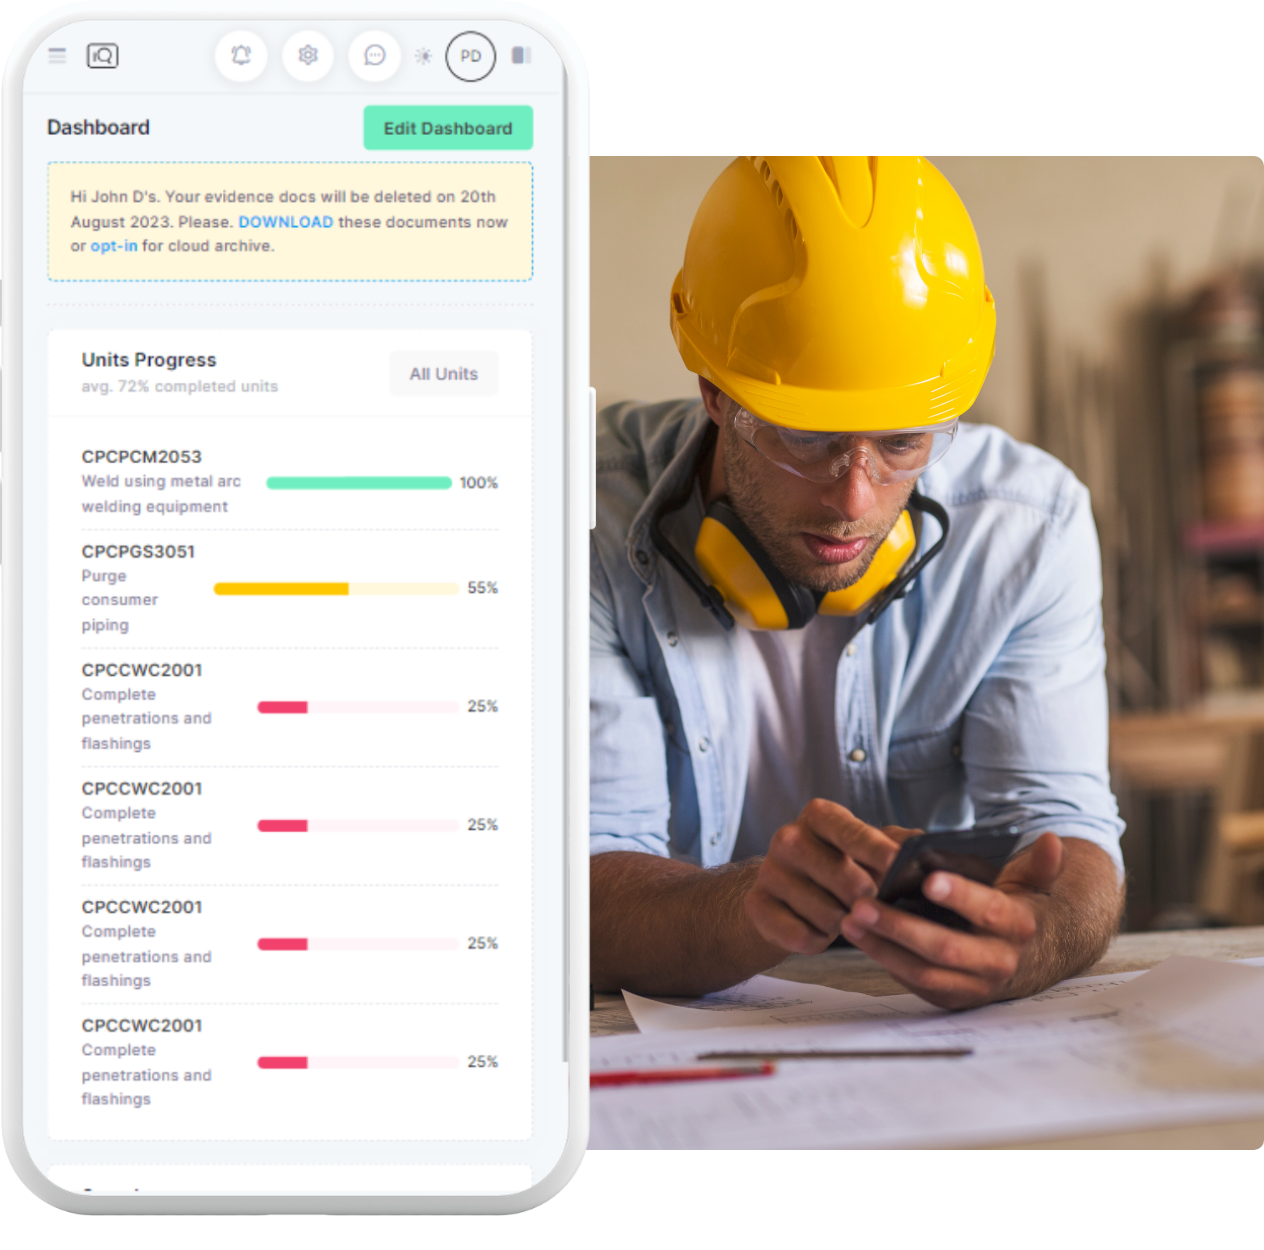 iQ
PD
Dashboard
Edit Dashboard
Hi John D's. Your evidence docs will be deleted on 20th
August 2023. Please. DOWNLOAD these documents now
or opt-in for cloud archive.
Units Progress
All Units
avg. 72% completed units
CPCPCM2053
Weld using metal arc
welding equipment
100%
CPCPGS3051
Purge
consumer
piping
55%
CPCCWC2001
Complete
penetrations and
flashings
25%
CPCCWC2001
Complete
penetrations and
flashings
25%
CPCCWC2001
Complete
penetrations and
flashings
25%
CPCCWC2001
Complete
penetrations and
flashings
25%